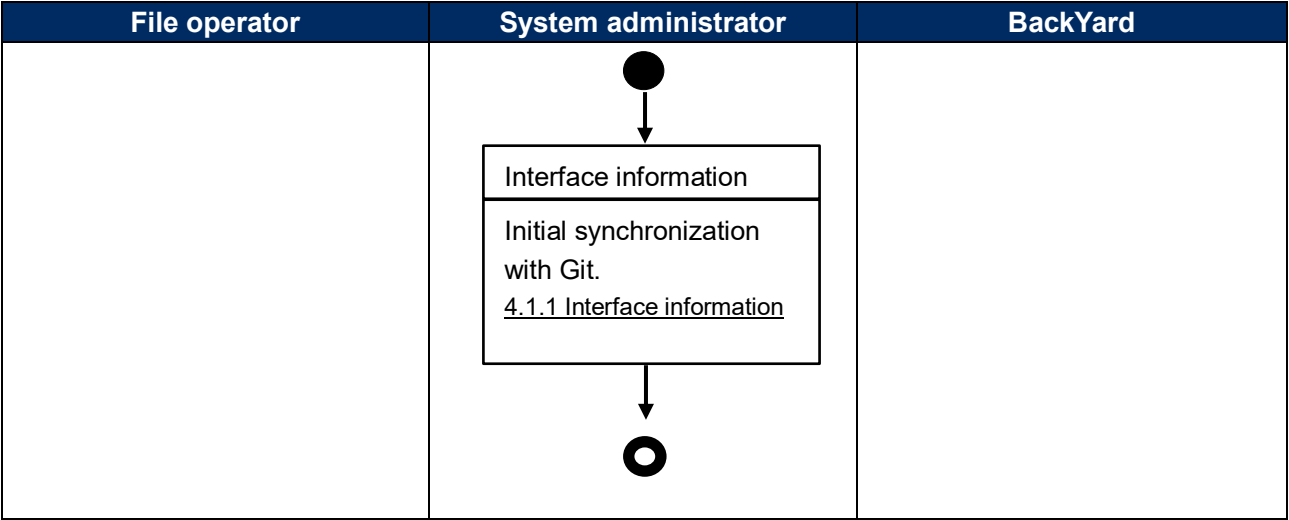 File operator
System administrator
BackYard
Interface information
Initial synchronization
with Git.
4.1.1 Interface information